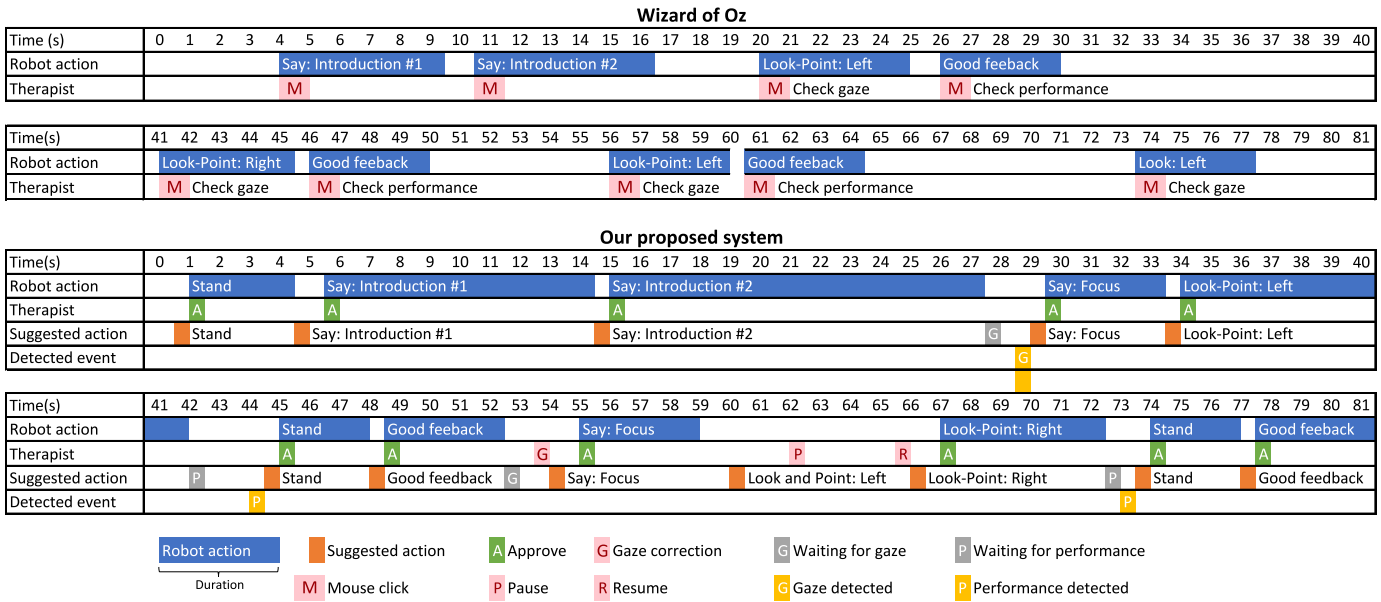 Wizard of Oz
Time (s) 0 1 2 3 4 5 6 7 8 9 10 11 12 13 14 15 16 17 18 19 20 21 22 23 24 25 26 27 28 29 30 31 32 33 34 35 36 37 38 39 40
Robot action Say: Introduction #1 Say: Introduction #2 Look-Point: Left Good feeback
Therapist M M M Check gaze M Check performance
Time(s) 41 42 43 44 45 46 47 48 49 50 51 52 53 54 55 56 57 58 59 60 61 62 63 64 65 66 67 68 69 70 71 72 73 74 75 76 77 78 79 80 81
Robot action Look-Point: Right Good feeback Look-Point: Left Good feeback Look: Left
Therapist M Check gaze M Check performance M Check gaze M Check performance M Check gaze
Our proposed system
Time(s) 0 1 2 3 4 5 6 7 8 9 10 11 12 13 14 15 16 17 18 19 20 21 22 23 24 25 26 27 28 29 30 31 32 33 34 35 36 37 38 39 40
Robot action Stand Say: Introduction #1 Say: Introduction #2 Say: Focus Look-Point: Left
Therapist A A A A A
Suggested action Stand Say: Introduction #1 Say: Introduction #2 G Say: Focus Look-Point: Left
Detected event G
Time(s) 41 42 43 44 45 46 47 48 49 50 51 52 53 54 55 56 57 58 59 60 61 62 63 64 65 66 67 68 69 70 71 72 73 74 75 76 77 78 79 80 81
Robot action Stand Good feeback Say: Focus Look-Point: Right Stand Good feeback
Therapist A A G A P R A A A
Suggested action P Stand Good feedback G Say: Focus Look and Point: Left Look-Point: Right P Stand Good feedback
Detected event P P
Robot action Suggested action A Approve G Gaze correction G Waiting for gaze P Waiting for performance
Duration M Mouse click P Pause R Resume G Gaze detected P Performance detected